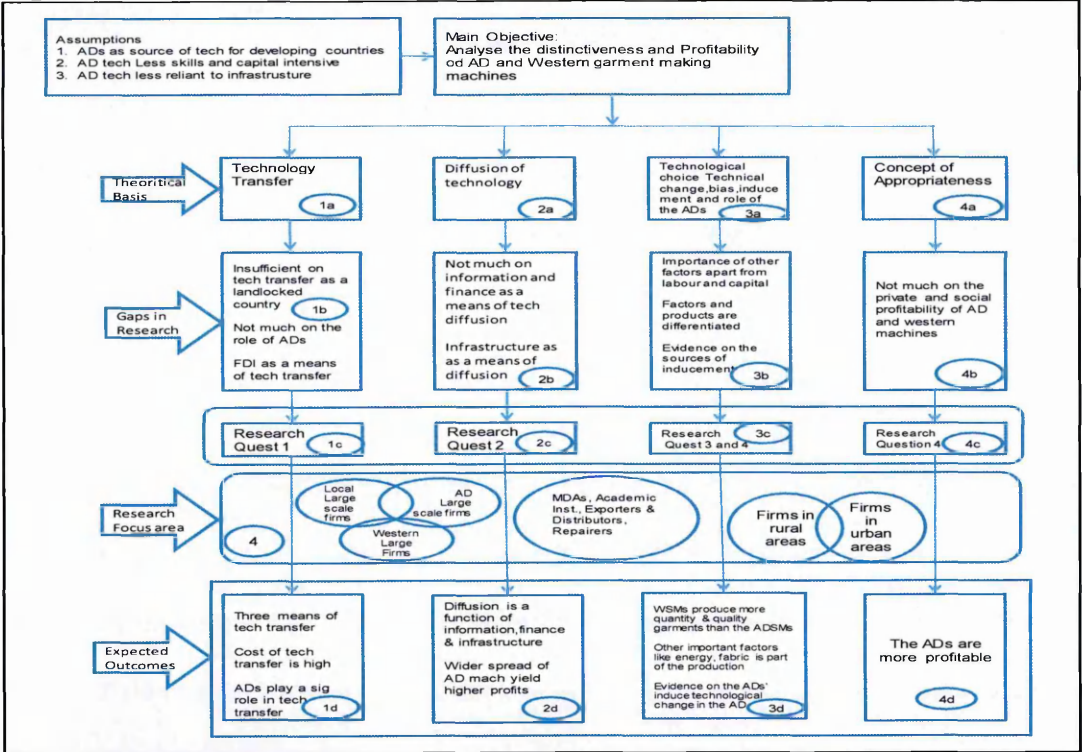 Assumptions
1. ADs as source of tech for developing countries
2. AD tech Less skills and capital intensive
3. AD tech less reliant to infrasture
Main Objective:
Analyse the distinctiveness and Profitability
od AD and Western garment making
machines
Theoritical
Basis
Technology
Transfer
1a
Diffusion of
technology
2a
Technological
choice Technical
change,bias,induce
ment and role of
the ADs
3a
Concept of
Appropriateness
4a
Gaps in
Research
Insufficient on
tech transfer as a
landlocked
country
1b
Not much on the
role of ADs
FDI as a means
of tech transfer
Not much on
information and
finance as a
means of tech
diffusion
Infrastructure as
as a means of
diffusion
2b
Importance of other
factors apart from
labour and capital
Factors and
products are
differentiated
Evidence on the
sources of
inducement
3b
Not much on the
private and social
profitability of AD
and western
machines
4b
Research
Quest 1
1c
Research
Quest 2
2c
Research
Quest 3 and 4
3c
Research
Question 4
4c
Research
Focus area
4
Local
Large
scale
firms
AD
Large
scale firms
Western
Large
Firms
MDAs, Academic
Inst., Exporters &
Distributors,
Repairers
Firms in
rural
areas
Firms
in
urban
areas
Expected
Outcomes
Three means of
tech transfer
Cost of tech
transfer is high
ADs play a sig
role in tech
transfer
1d
Diffusion is a
function of
information,finance
& infrastructure
Wider spread of
AD mach yield
higher profits
2d
WSMs produce more
quantity & quality
garments than the ADSMs
Other important factors
like energy, fabric is part
of the production
Evidence on the ADs'
induce technological
change in the AD
3d
The ADs are
more profitable
4d